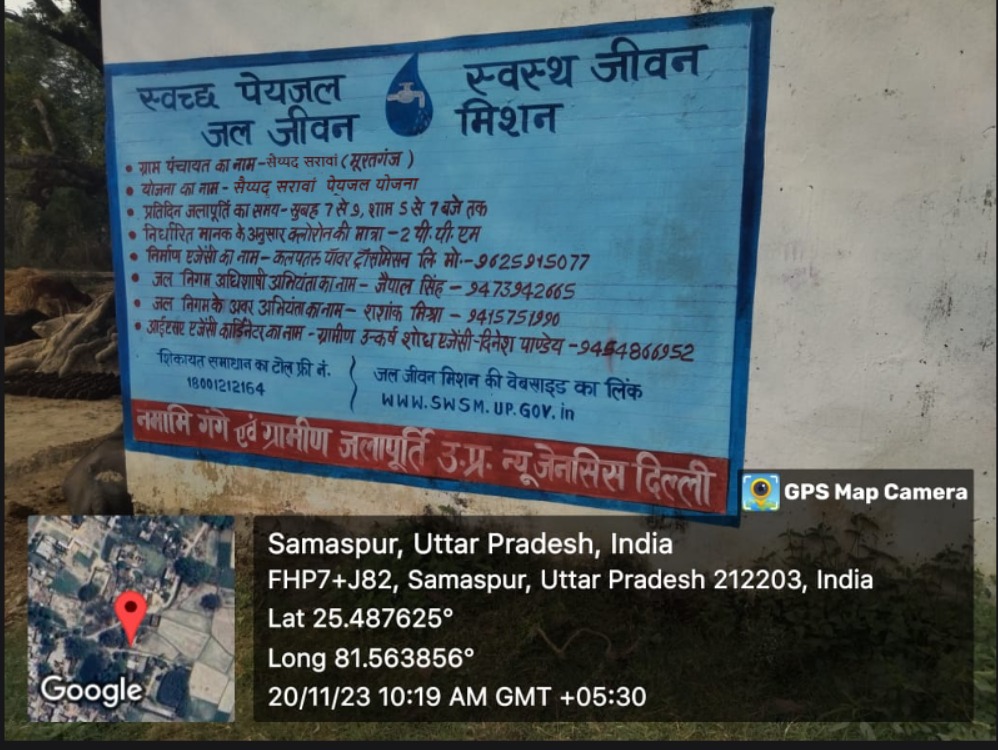 स्वच्छ पेयजल स्वस्थ जीवन
जल जीवन मिशन
• ग्राम पंचायत का नाम-सैय्यद सरावां (मूरतगंज)
• योजना का नाम - सैय्यद सरावां पेयजल योजना
• प्रतिदिन जलापूर्ति का समय-सुबह 7 से 9, शाम 5 से 7 बजे तक
• निर्धारित मानक के अनुसार क्लोरोन की मात्रा -2 पी.पी.एम
• निर्माण एजेंसी का नाम- कलपतरू पॉवर ट्रांसमिसन लि. मो:-9625915077
• जल निगम अधिशाषी अभियंता का नाम - जैपाल सिंह - 9473942665
• जल निगम के अवर अभियंता का नाम- शशांक मिश्रा - 9415751990
• आईएसए एजेंसी कार्डिनेटर का नाम -ग्रामीण उत्कर्ष शोध एजेंसी-दिनेश पाण्डेय -9454866952
शिकायत समाधान का टोल फ्री नं.
18001212164
जल जीवन मिशन की वेबसाइड का लिंक
WWW.SWSM.UP.GOV.in
नमामि गंगे एवं ग्रामीण जलापूर्ति उ.प्र. न्यू जेनसिस दिल्ली
GPS Map Camera
Samaspur, Uttar Pradesh, India
FHP7+J82, Samaspur, Uttar Pradesh 212203, India
Lat 25.487625°
Long 81.563856°
20/11/23 10:19 AM GMT +05:30
Google